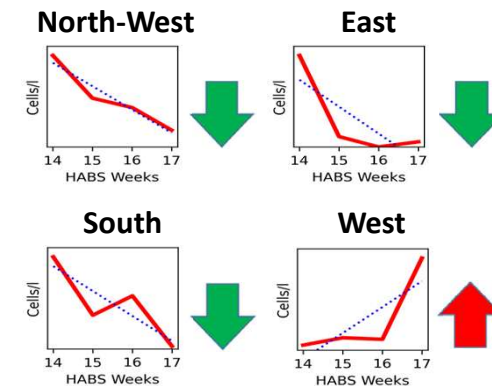 North-West
Cells/l
14 15 16 17
HABS Weeks
East
Cells/l
14 15 16 17
HABS Weeks
South
Cells/l
14 15 16 17
HABS Weeks
West
Cells/l
14 15 16 17
HABS Weeks